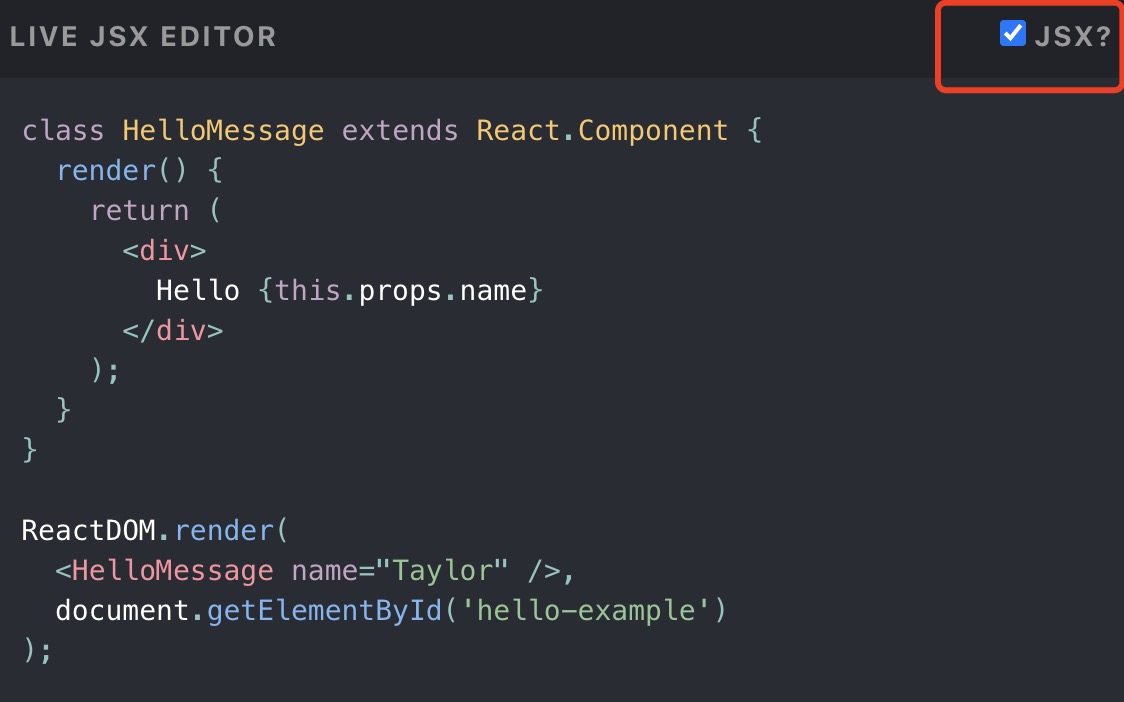 LIVE JSX EDITOR
JSX?
class HelloMessage extends React.Component {
  render() {
    return (
      <div>
        Hello {this.props.name}
      </div>
    );
  }
}

ReactDOM.render(
  <HelloMessage name="Taylor" />,
  document.getElementById('hello-example')
);